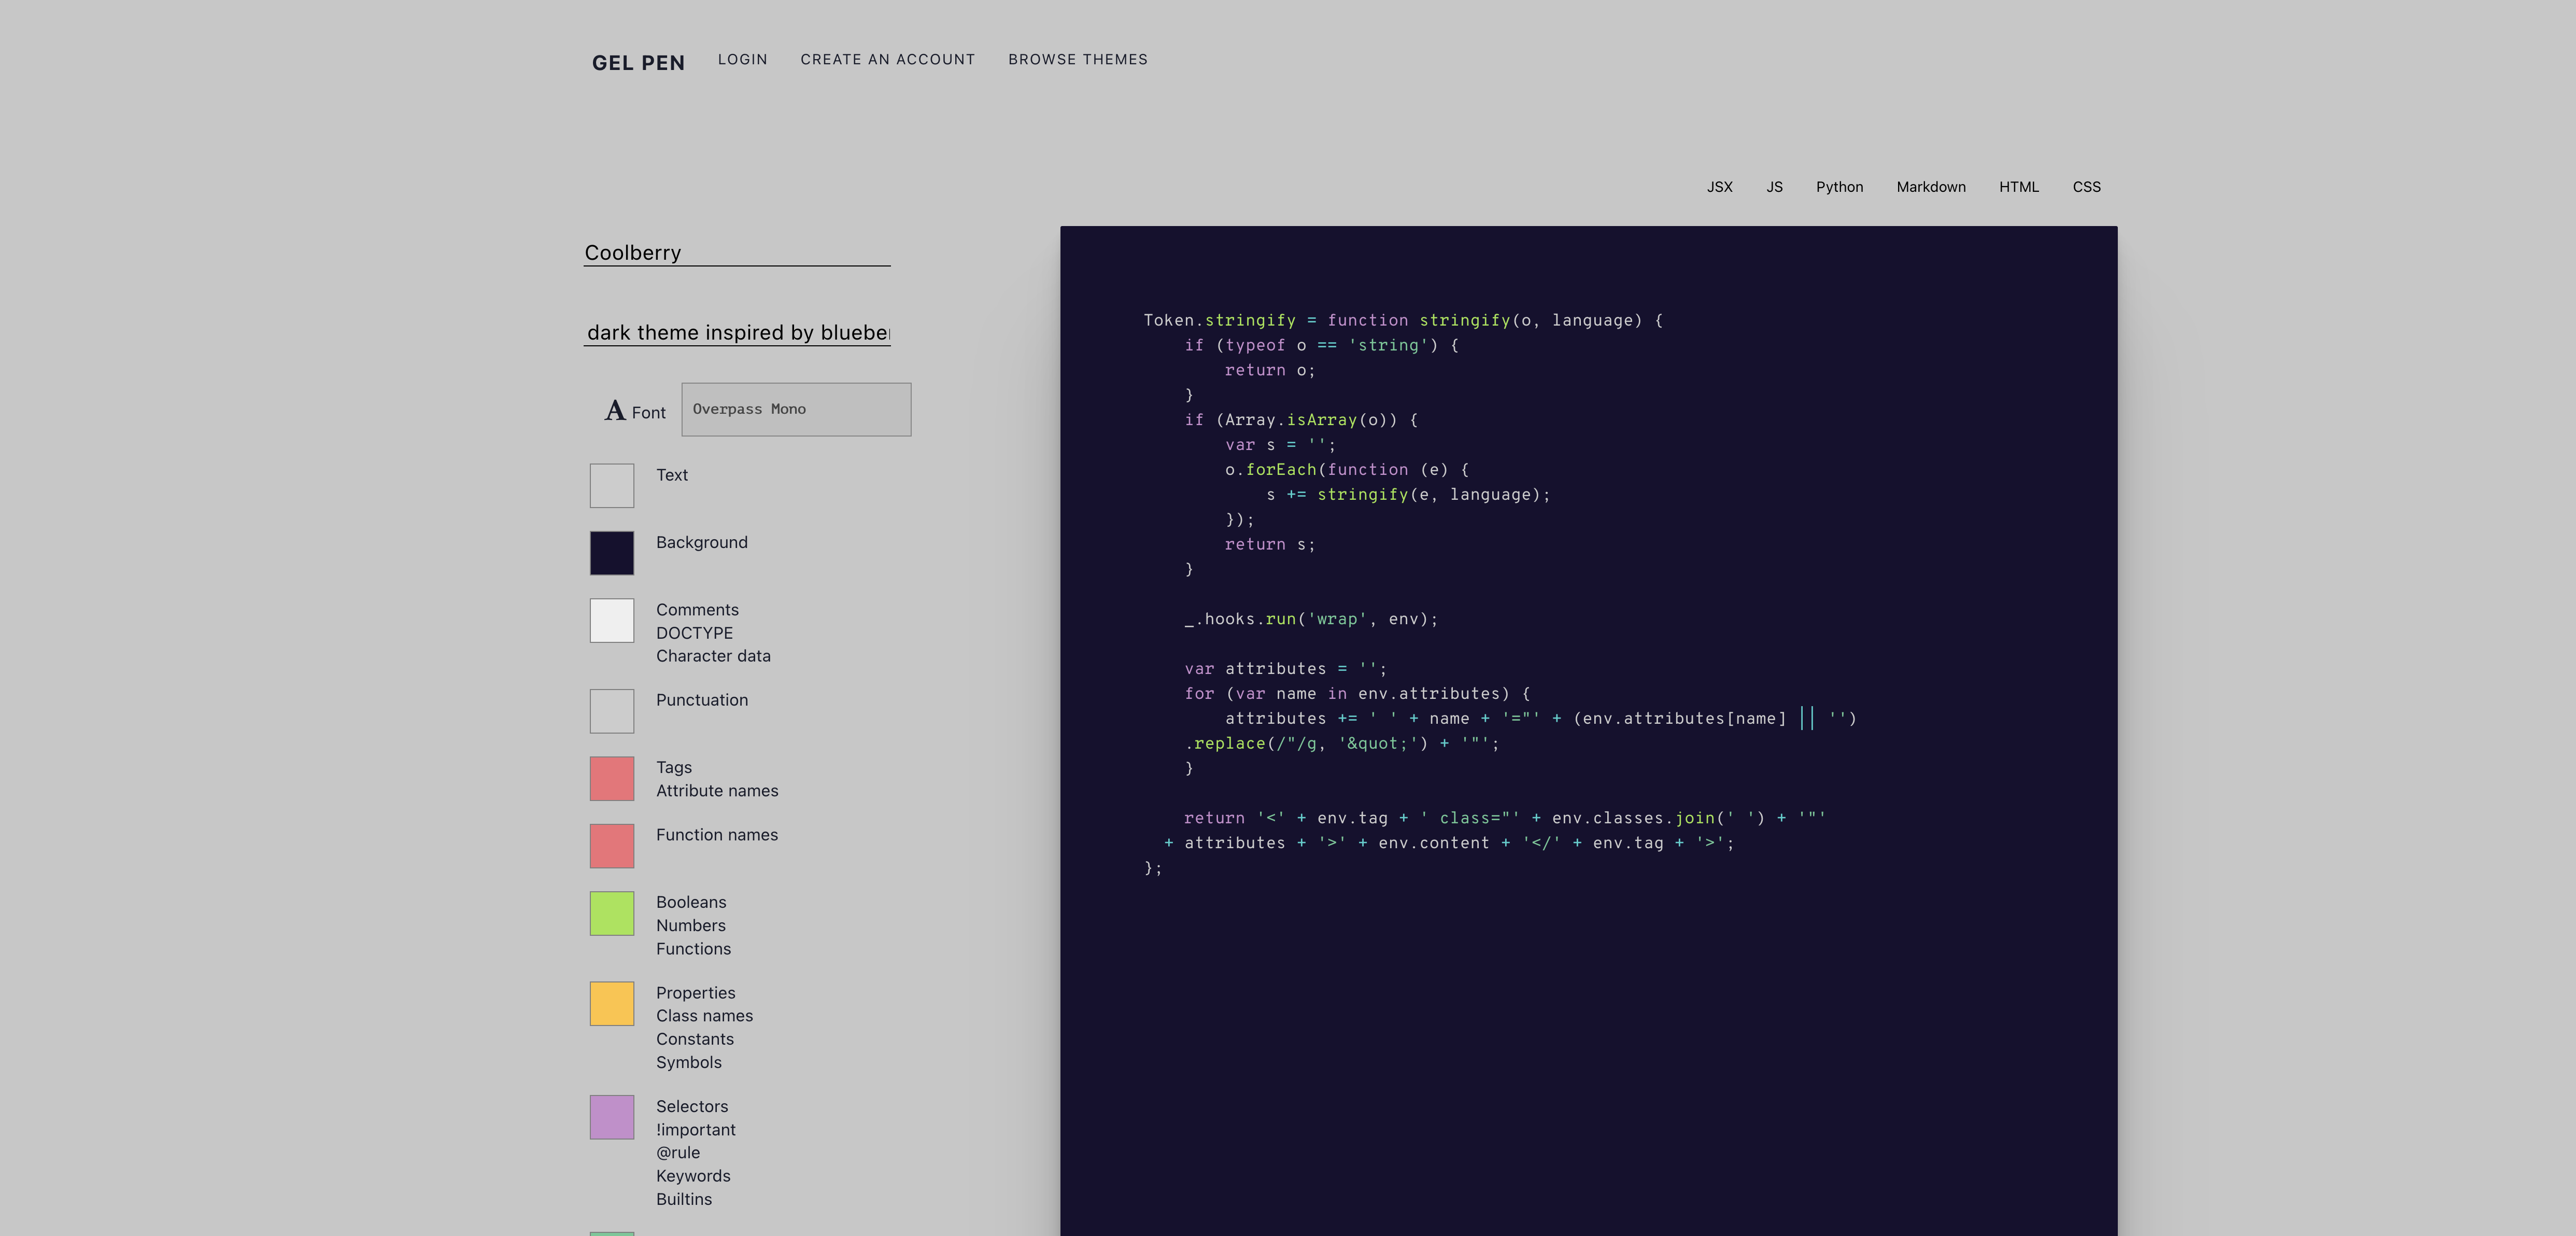 GEL PEN LOGIN CREATE AN ACCOUNT BROWSE THEMES
JSX JS Python Markdown HTML CSS
Coolberry
dark theme inspired by
A Font Overpass Mono
Text
Background
Comments
DOCTYPE
Character data
Punctuation
Tags
Attribute names
Function names
Booleans
Numbers
Functions
Properties
Class names
Constants
Symbols
Selectors
!important
@rule
Keywords
Builtins
Token.stringify = function stringify(o, language) {
    if (typeof o == 'string') {
        return o;
    }
    if (Array.isArray(o)) {
        var s = '';
        o.forEach(function (e) {
            s += stringify(e, language);
        });
        return s;
    }
    _.hooks.run('wrap', env);
    var attributes = '';
    for (var name in env.attributes) {
        attributes += ' ' + name + '="' + (env.attributes[name] || '')
    .replace(/"/g, '&quot;') + '"';
    }
    return '<' + env.tag + ' class="' + env.classes.join(' ') + '"'
  + attributes + '>' + env.content + '</' + env.tag + '>';
};